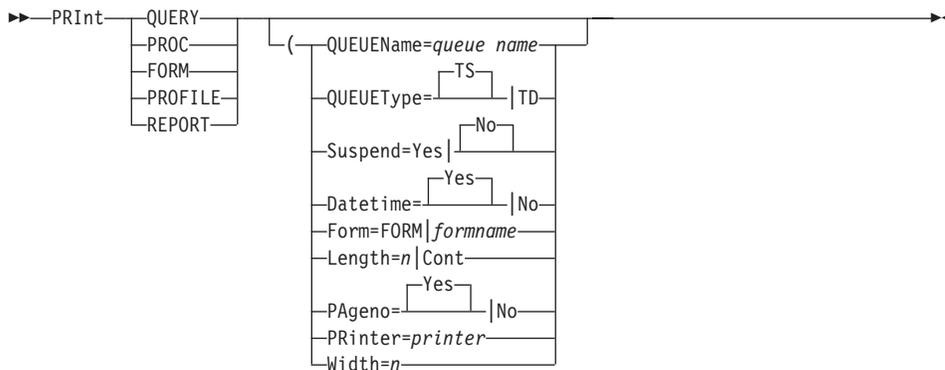 PRInt QUERY
PROC ( QUEUEName=queue name
FORM TS
PROFILE QUEUEType= |TD
REPORT No
Suspend=Yes|
Yes
Datetime= |No
Form=FORM|formname
Length=n|Cont
Yes
PAgeno= |No
PRinter=printer
Width=n